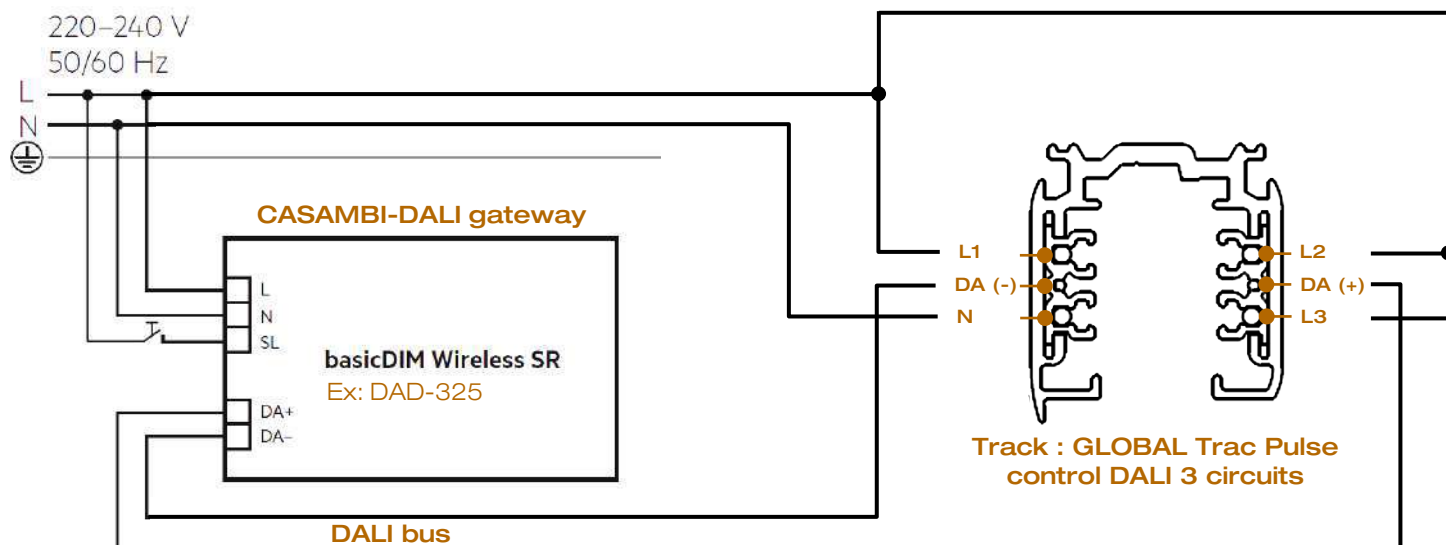 220–240 V
50/60 Hz
L
N
CASAMBI-DALI gateway
L
N
SL
basicDIM Wireless SR
Ex: DAD-325
DA+
DA–
DALI bus
L1
DA (-)
N
L2
DA (+)
L3
Track : GLOBAL Trac Pulse
control DALI 3 circuits